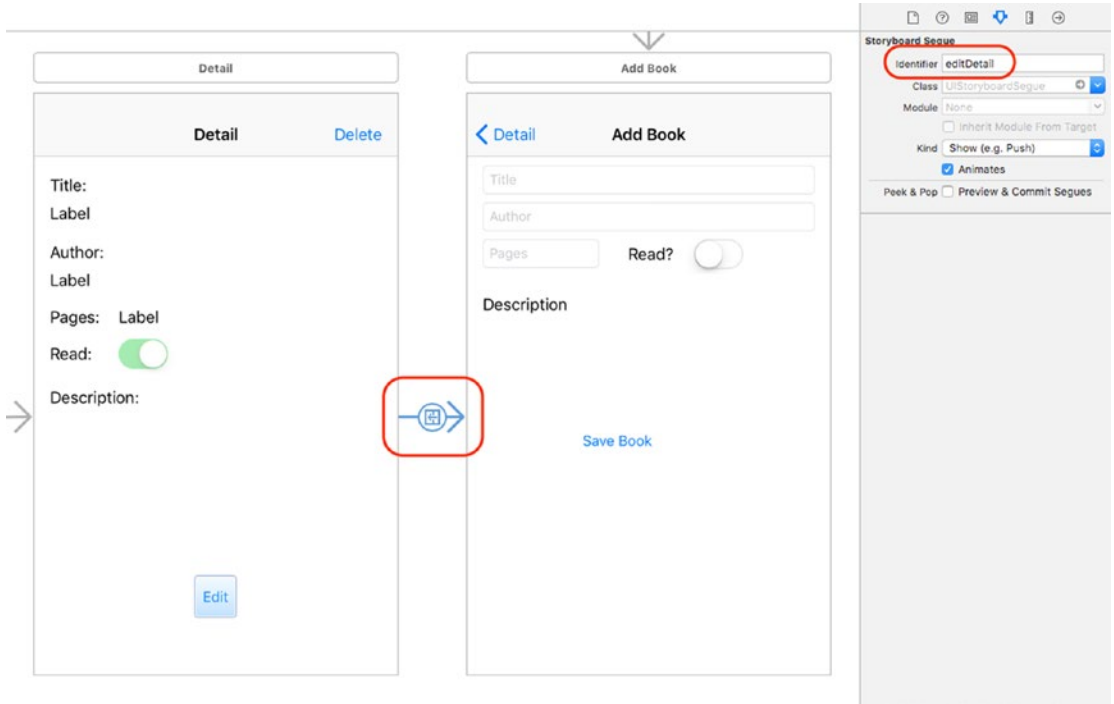 Detail
Detail
Delete
Title:
Label
Author:
Label
Pages: Label
Read:
Description:
Edit
Add Book
Detail
Add Book
Title
Author
Pages
Read?
Description
Save Book
Storyboard Segue
Identifier editDetail
Class UIStoryboardSegue
Module None
Inherit Module From Target
Kind Show (e.g. Push)
Animates
Peek & Pop Preview & Commit Segues